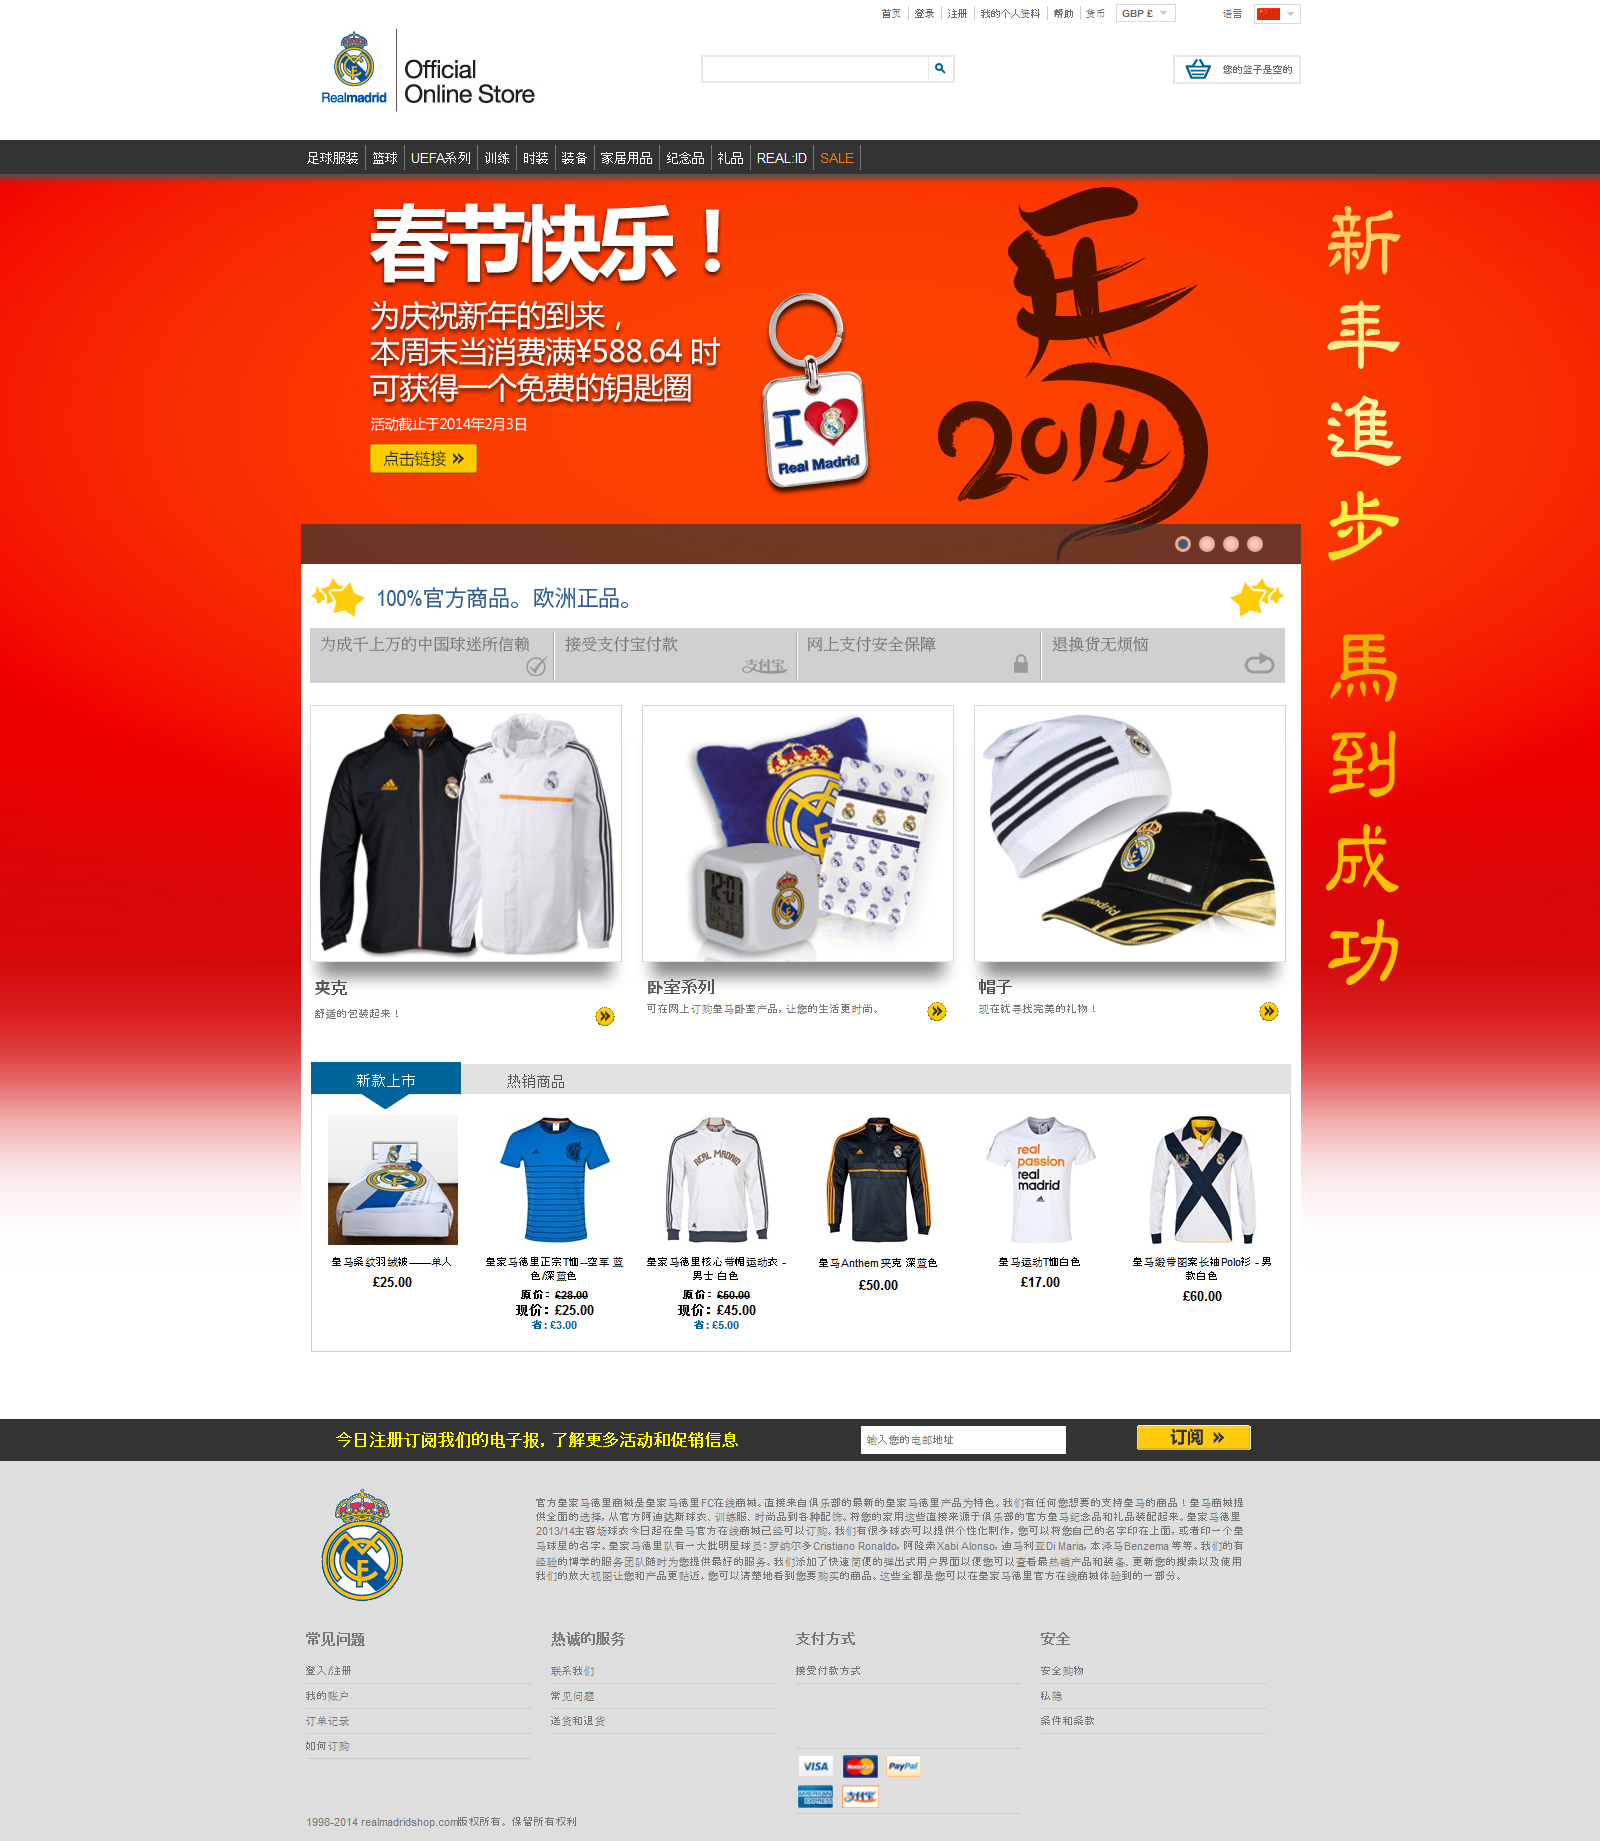 首页 登录 注册 我的个人资料 帮助 货币 GBP £ 语言
Realmadrid
Official
Online Store
您的篮子是空的
足球服装 篮球 UEFA系列 训练 时装 装备 家居用品 纪念品 礼品 REAL:ID SALE
春节快乐！
为庆祝新年的到来，
本周末当消费满¥588.64 时
可获得一个免费的钥匙圈
活动截止于2014年2月3日
点击链接 »
I
Real Madrid
马
2014
新年進步
馬到成功
100%官方商品。欧洲正品。
为成千上万的中国球迷所信赖 接受支付宝付款 网上支付安全保障 退换货无烦恼
支付宝
夹克 卧室系列 帽子
舒适的包装起来！ 可在网上订购皇马卧室产品，让您的生活更时尚。 现在就寻找完美的礼物！
新款上市 热销商品
REAL MADRID
real
passion
real
madrid
皇马条纹羽绒被——单人
£25.00
皇家马德里正宗T恤--空军 蓝
色/深蓝色
原价：£28.00
现价：£25.00
省：£3.00
皇家马德里核心带帽运动衣 -
男士 白色
原价：£50.00
现价：£45.00
省：£5.00
皇马Anthem 夹克 深蓝色
£50.00
皇马运动T恤白色
£17.00
皇马缎带图案长袖Polo衫 - 男
款白色
£60.00
今日注册订阅我们的电子报，了解更多活动和促销信息 输入您的电邮地址 订阅 »
官方皇家马德里商城是皇家马德里FC在线商城。直接来自俱乐部的最新的皇家马德里产品为特色。我们有任何您想要的支持皇马的商品！皇马商城提
供全面的选择，从官方阿迪达斯球衣、训练服、时尚品到各种配饰。将您的家用这些直接来源于俱乐部的官方皇马纪念品和礼品装配起来。皇家马德里
2013/14主客场球衣今日起在皇马官方在线商城已经可以订购。我们有很多球衣可以提供个性化制作，您可以将您自己的名字印在上面，或者印一个皇
马球星的名字。皇家马德里队有一大批明星球员：罗纳尔多Cristiano Ronaldo，阿隆索Xabi Alonso，迪马利亚Di Maria，本泽马Benzema 等等。我们的有
经验的博学的服务团队随时为您提供最好的服务。我们添加了快速简便的弹出式用户界面以便您可以查看最热销产品和装备、更新您的搜索以及使用
我们的放大视图让您和产品更贴近。您可以清楚地看到您要购买的商品。这些全都是您可以在皇家马德里官方在线商城体验到的一部分。
常见问题 热诚的服务 支付方式 安全
登入/注册 联系我们 接受付款方式 安全购物
我的账户 常见问题 私隐
订单记录 送货和退货 条件和条款
如何订购
VISA MasterCard PayPal
AMERICAN EXPRESS 支付宝
1998-2014 realmadridshop.com版权所有。保留所有权利